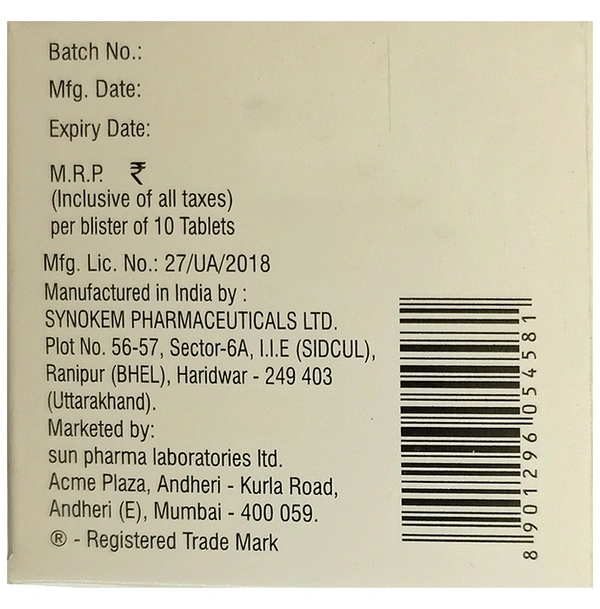 Batch No.:
Mfg. Date:
Expiry Date:
M.R.P. ₹
(Inclusive of all taxes)
per blister of 10 Tablets
Mfg. Lic. No.: 27/UA/2018
Manufactured in India by :
SYNOKEM PHARMACEUTICALS LTD.
Plot No. 56-57, Sector-6A, I.I.E (SIDCUL),
Ranipur (BHEL), Haridwar - 249 403
(Uttarakhand).
Marketed by:
sun pharma laboratories ltd.
Acme Plaza, Andheri - Kurla Road,
Andheri (E), Mumbai - 400 059.
® - Registered Trade Mark
8 901296 054581